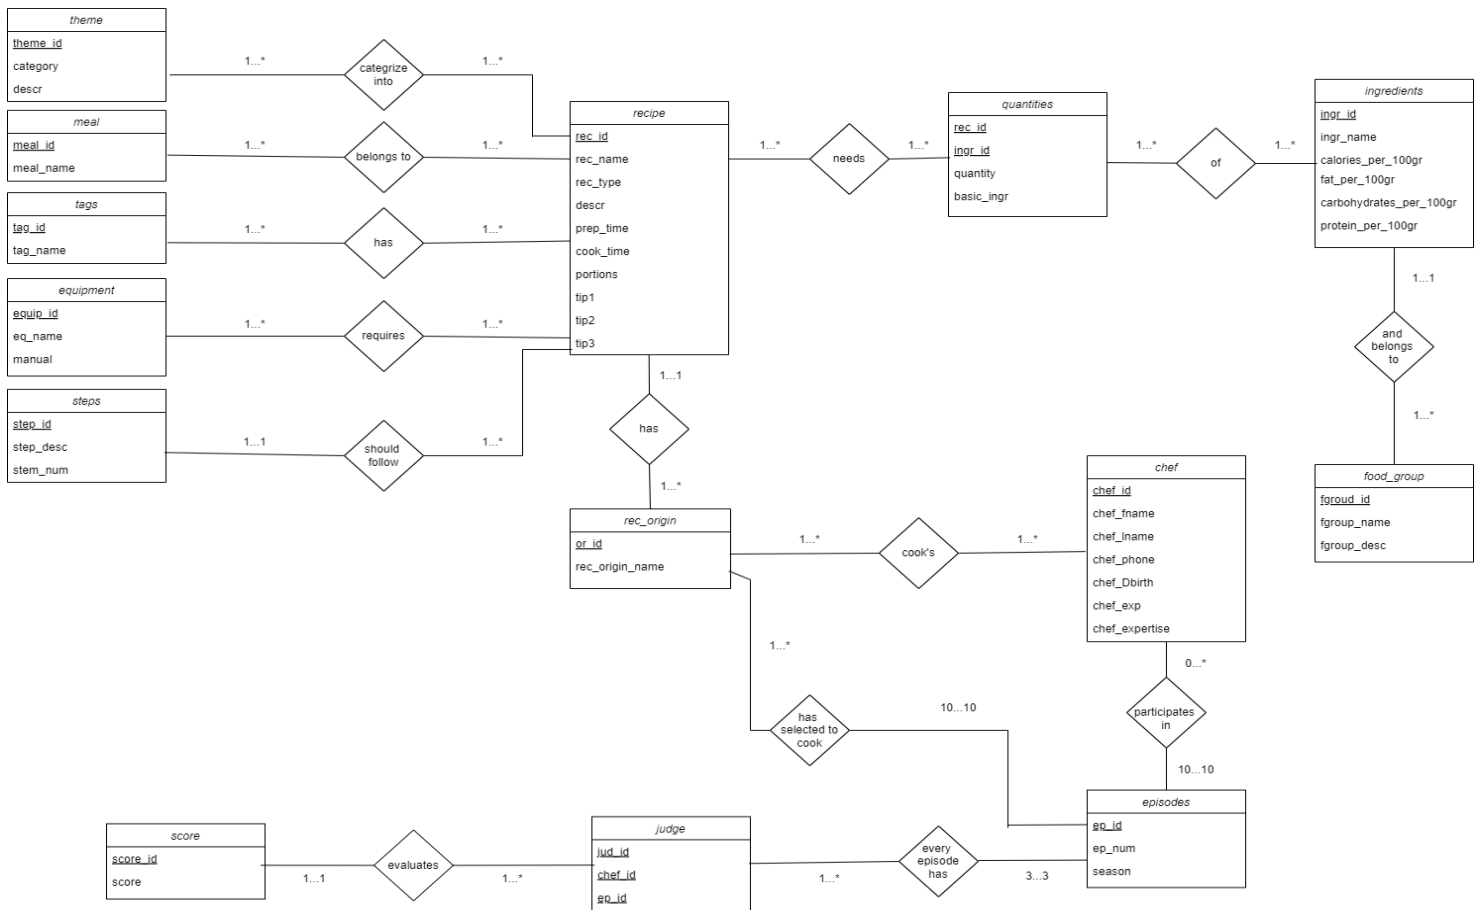 theme
theme_id
category
descr
1...*
categrize
into
1...*
meal
meal_id
meal_name
1...*
belongs to
1...*
tags
tag_id
tag_name
1...*
has
1...*
equipment
equip_id
eq_name
manual
1...*
requires
1...*
steps
step_id
step_desc
stem_num
1...1
should
follow
1...*
recipe
rec_id
rec_name
rec_type
descr
prep_time
cook_time
portions
tip1
tip2
tip3
1...*
needs
1...*
quantities
rec_id
ingr_id
quantity
basic_ingr
1...*
of
1...*
ingredients
ingr_id
ingr_name
calories_per_100gr
fat_per_100gr
carbohydrates_per_100gr
protein_per_100gr
1...1
and
belongs
to
1...*
food_group
fgroud_id
fgroup_name
fgroup_desc
1...1
has
1...*
rec_origin
or_id
rec_origin_name
1...*
cook's
1...*
chef
chef_id
chef_fname
chef_lname
chef_phone
chef_Dbirth
chef_exp
chef_expertise
1...*
has
selected to
cook
10...10
0...*
participates
in
10...10
episodes
ep_id
ep_num
season
score
score_id
score
1...1
evaluates
1...*
judge
jud_id
chef_id
ep_id
1...*
every
episode
has
3...3